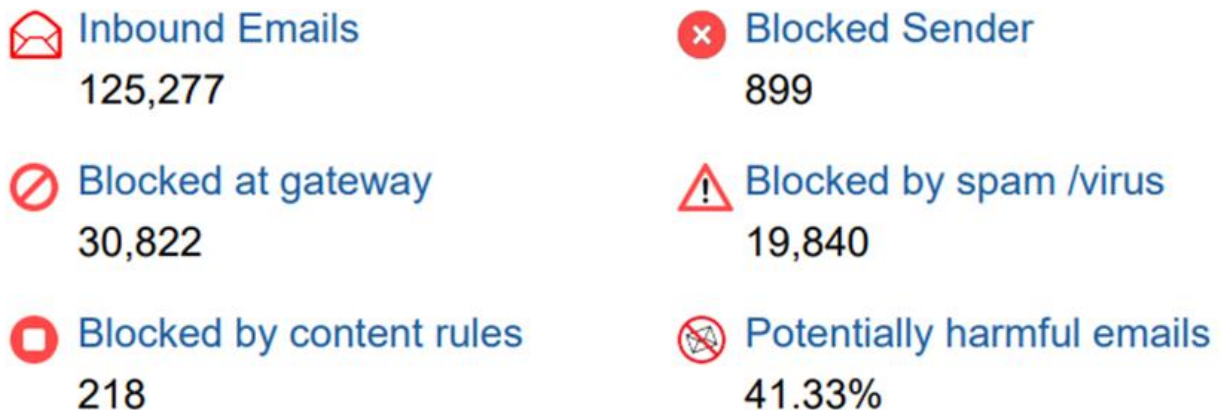 Inbound Emails
125,277
Blocked Sender
899
Blocked at gateway
30,822
Blocked by spam /virus
19,840
Blocked by content rules
218
Potentially harmful emails
41.33%